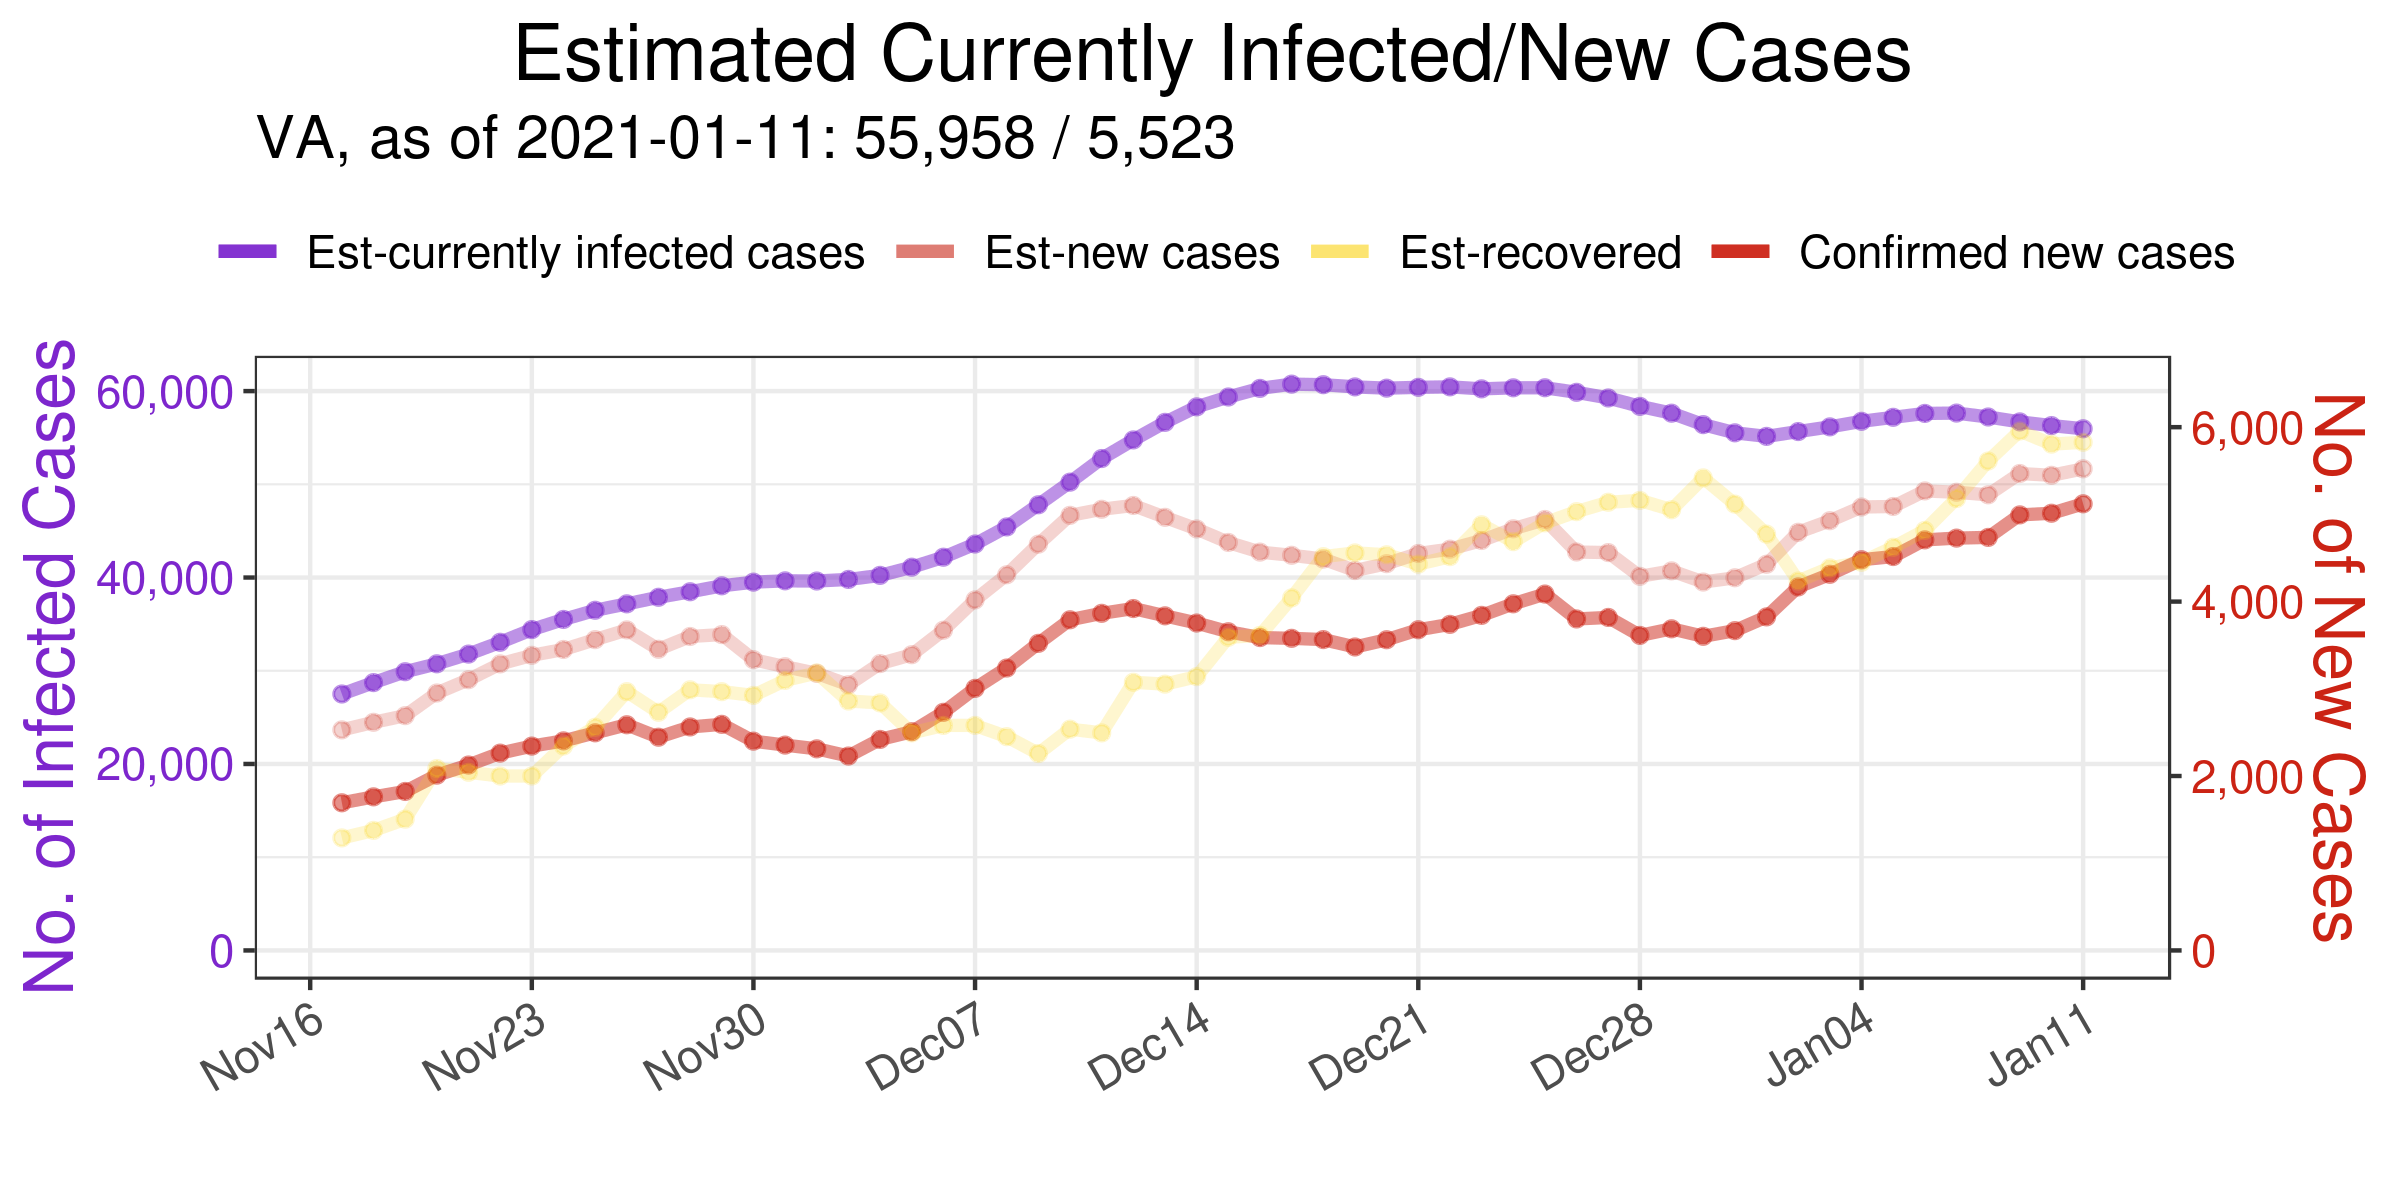 Estimated Currently Infected/New Cases
VA, as of 2021-01-11: 55,958 / 5,523
Est-currently infected cases Est-new cases Est-recovered Confirmed new cases
No. of Infected Cases
60,000
40,000
20,000
0
6,000
4,000
2,000
0
No. of New Cases
Nov16 Nov23 Nov30 Dec07 Dec14 Dec21 Dec28 Jan04 Jan11